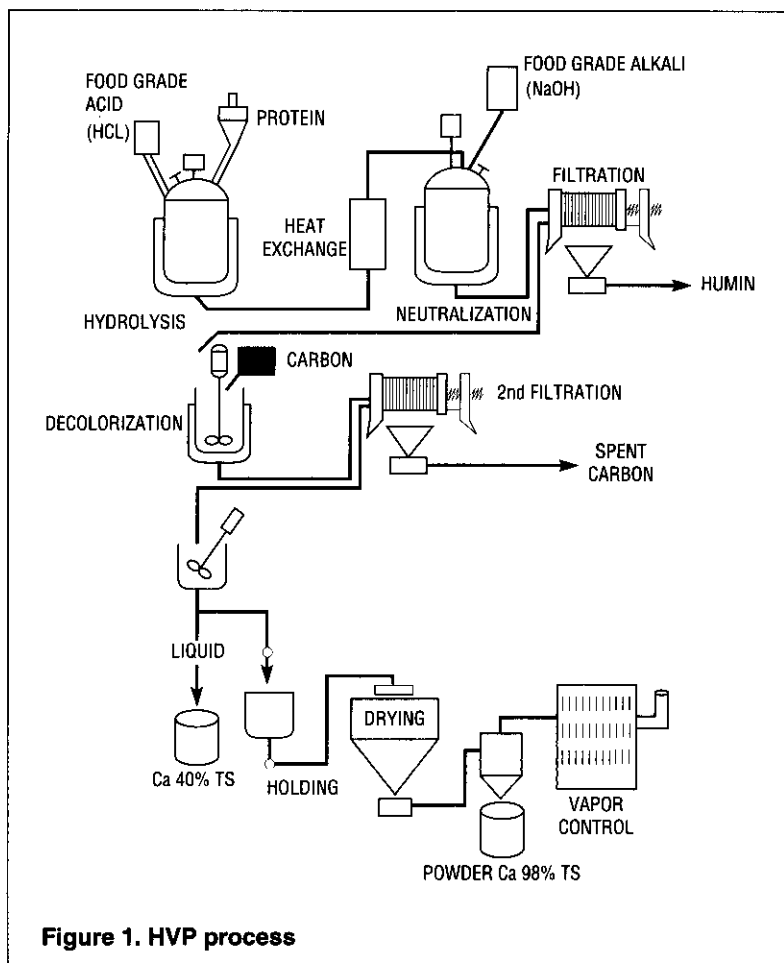 FOOD GRADE
ACID
(HCL)
PROTEIN
FOOD GRADE ALKALI
(NaOH)
FILTRATION
HEAT
EXCHANGE
HUMIN
HYDROLYSIS
NEUTRALIZATION
CARBON
DECOLORIZATION
2nd FILTRATION
SPENT
CARBON
LIQUID
DRYING
Ca 40% TS
HOLDING
VAPOR
CONTROL
POWDER Ca 98% TS
Figure 1. HVP process